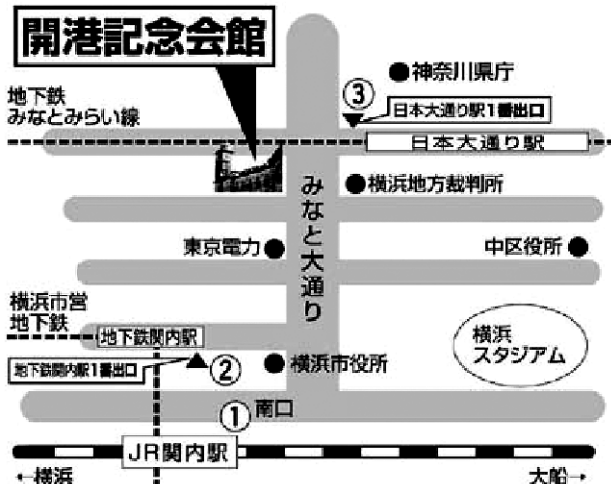 開港記念会館
神奈川県庁
③
地下鉄
みなとみらい線
日本大通り駅1番出口
日本大通り駅
横浜地方裁判所
みなと大通り
東京電力
中区役所
横浜市営
地下鉄
地下鉄関内駅
横浜
スタジアム
地下鉄関内駅1番出口
②
横浜市役所
①
南口
JR関内駅
←横浜
大船→